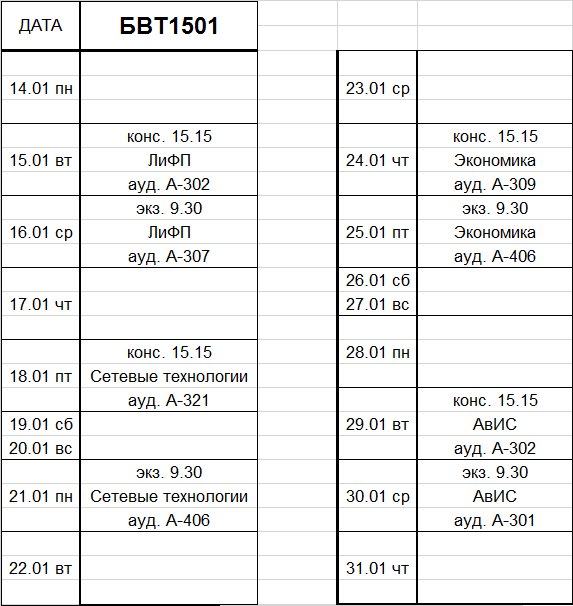 ДАТА БВТ1501
14.01 пн
конс. 15.15
15.01 вт ЛиФП
ауд. А-302
экз. 9.30
16.01 ср ЛиФП
ауд. А-307
17.01 чт
конс. 15.15
18.01 пт Сетевые технологии
ауд. А-321
19.01 сб
20.01 вс
экз. 9.30
21.01 пн Сетевые технологии
ауд. А-406
22.01 вт
23.01 ср
конс. 15.15
24.01 чт Экономика
ауд. А-309
экз. 9.30
25.01 пт Экономика
ауд. А-406
26.01 сб
27.01 вс
28.01 пн
конс. 15.15
29.01 вт АвИС
ауд. А-302
экз. 9.30
30.01 ср АвИС
ауд. А-301
31.01 чт